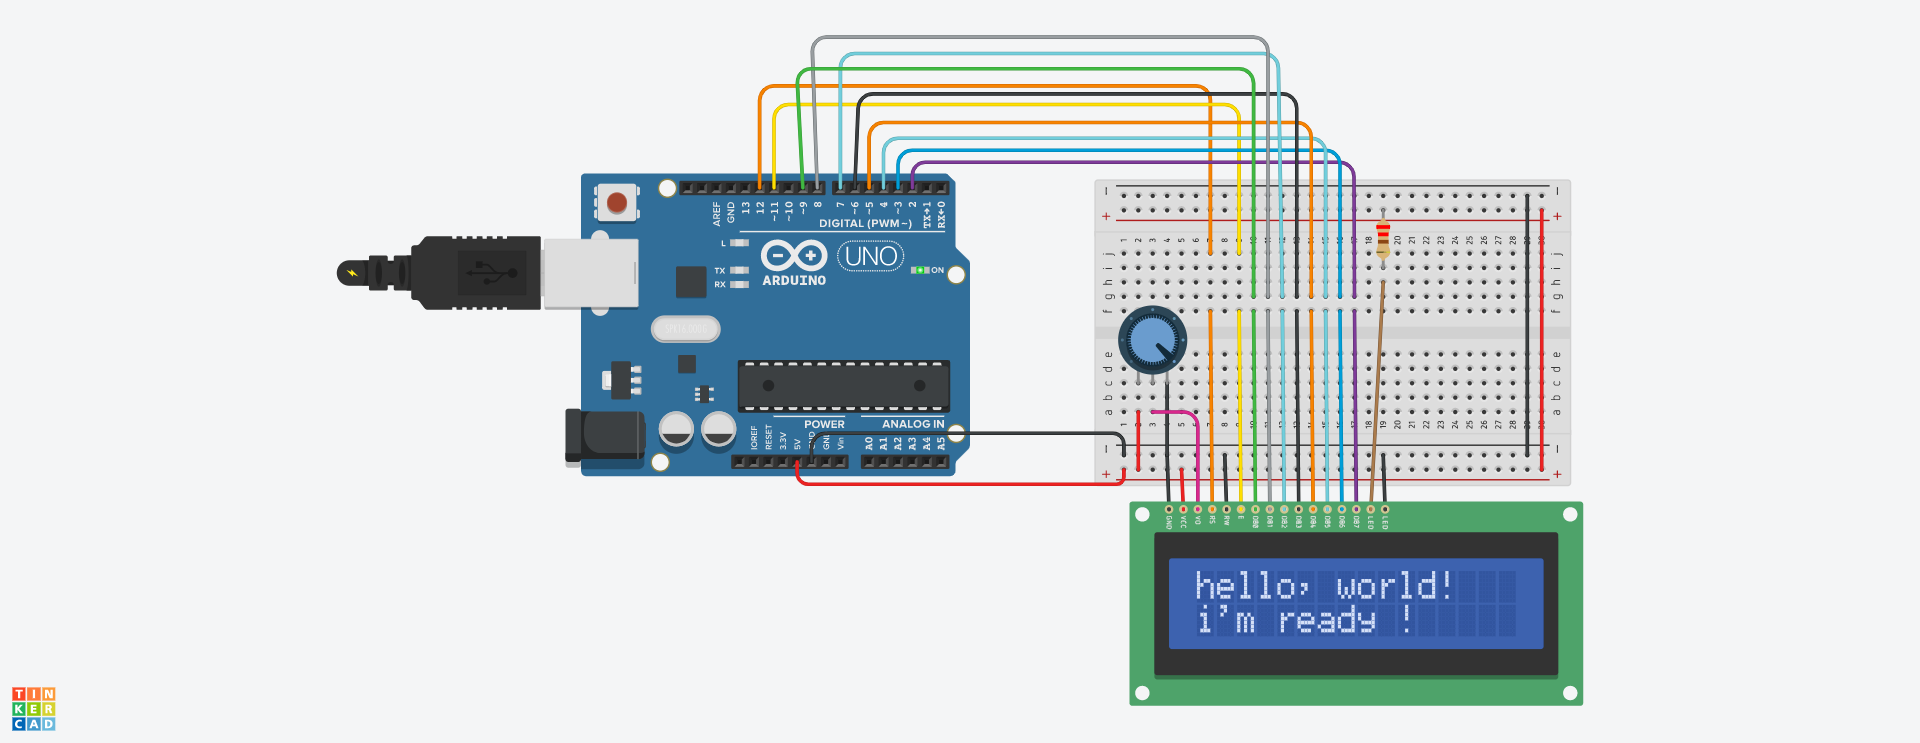 AREF
GND
13
12
~11
~10
~9
8
7
~6
~5
4
~3
2
TX→1
RX←0
DIGITAL (PWM~)
L
TX
RX
ARDUINO
UNO
ON
POWER
ANALOG IN
IOREF
RESET
3.3V
5V
GND
Vin
A0
A1
A2
A3
A4
A5
j
i
h
g
f
e
d
c
b
a
GND
VCC
VO
RS
RW
E
DB0
DB1
DB2
DB3
DB4
DB5
DB6
DB7
LED
LED
hello, world!
i'm ready !
TIN
KER
CAD